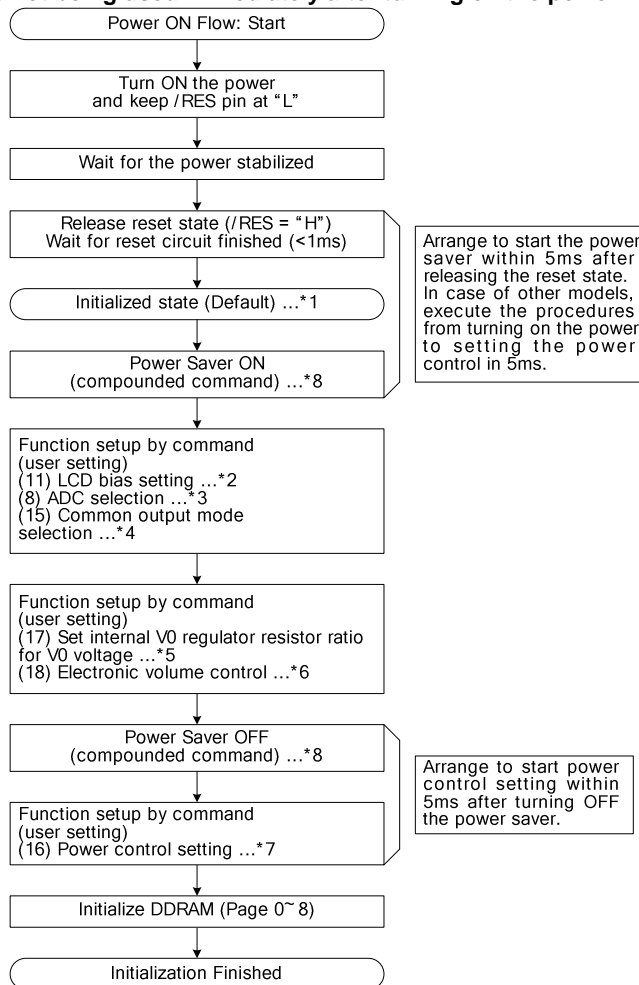 Power ON Flow: Start
Turn ON the power
and keep /RES pin at “L”
Wait for the power stabilized
Release reset state (/RES = “H”)
Wait for reset circuit finished (<1ms)
Initialized state (Default) …*1
Power Saver ON
(compounded command) …*8
Arrange to start the power
saver within 5ms after
releasing the reset state.
In case of other models,
execute the procedures
from turning on the power
to setting the power
control in 5ms.
Function setup by command
(user setting)
(11) LCD bias setting …*2
(8) ADC selection …*3
(15) Common output mode
selection …*4
Function setup by command
(user setting)
(17) Set internal V0 regulator resistor ratio
for V0 voltage …*5
(18) Electronic volume control …*6
Power Saver OFF
(compounded command) …*8
Function setup by command
(user setting)
(16) Power control setting …*7
Arrange to start power
control setting within
5ms after turning OFF
the power saver.
Initialize DDRAM (Page 0~8)
Initialization Finished